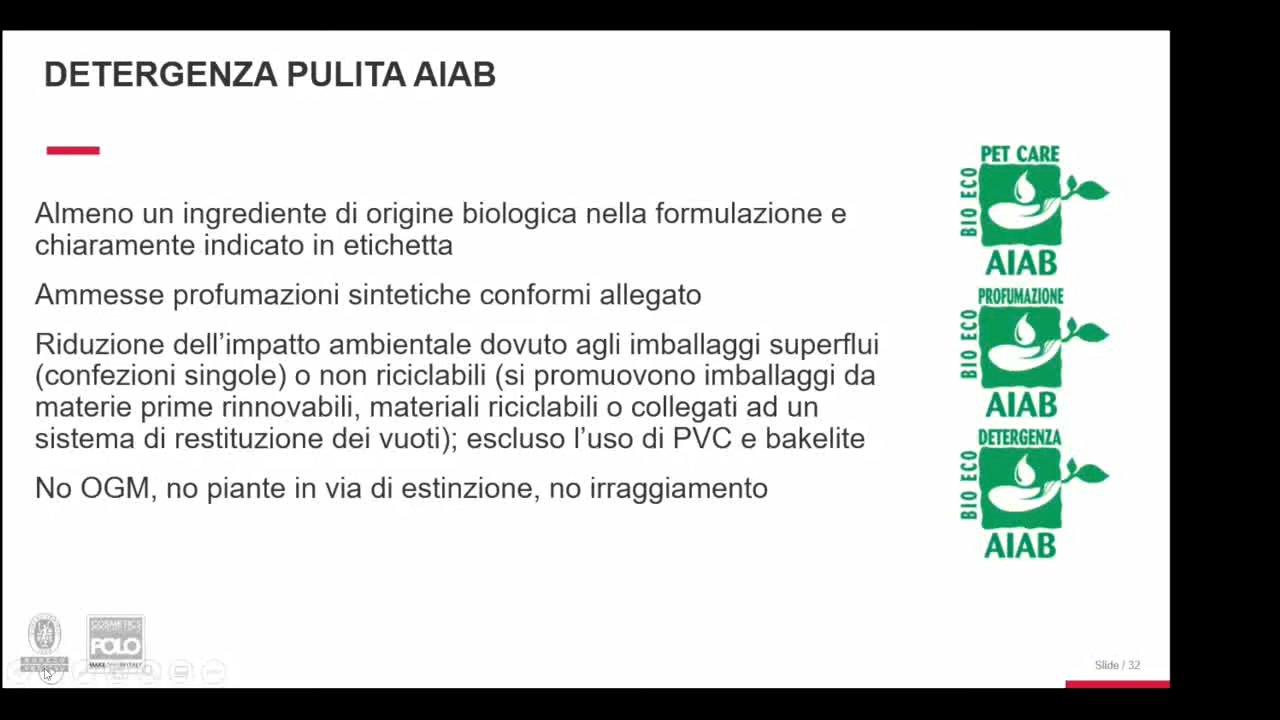 DETERGENZA PULITA AIAB
Almeno un ingrediente di origine biologica nella formulazione e
chiaramente indicato in etichetta
Ammesse profumazioni sintetiche conformi allegato
Riduzione dell’impatto ambientale dovuto agli imballaggi superflui
(confezioni singole) o non riciclabili (si promuovono imballaggi da
materie prime rinnovabili, materiali riciclabili o collegati ad un
sistema di restituzione dei vuoti); escluso l’uso di PVC e bakelite
No OGM, no piante in via di estinzione, no irraggiamento
PET CARE
BIO ECO
AIAB
PROFUMAZIONE
BIO ECO
AIAB
DETERGENZA
BIO ECO
AIAB
COSMETICS
POLO
Slide / 32